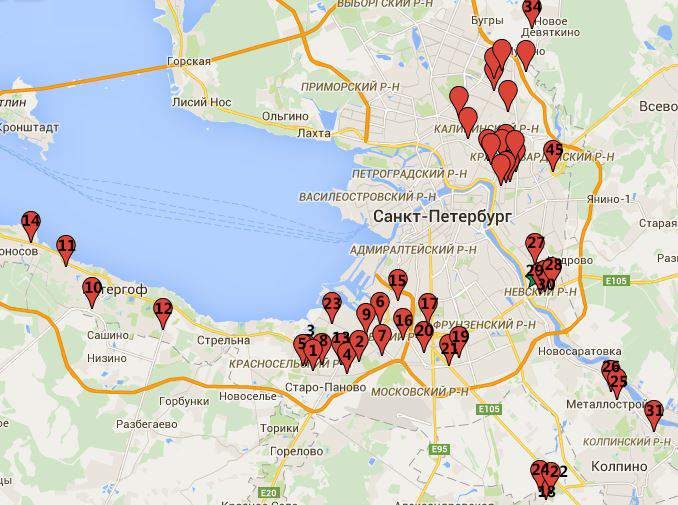 ВЫБОРГСКИЙ Р-Н
34
Новое
Девяткино
Бугры
Горская
ПРИМОРСКИЙ Р-Н
Лисий Нос
Всево
Ольгино
Кронштадт
Лахта
КАЛИНИНСКИЙ Р-Н
45
ПЕТРОГРАДСКИЙ Р-Н
ВАСИЛЕОСТРОВСКИЙ Р-Н
Янино-1
Санкт-Петербург
14
Старая
11
АДМИРАЛТЕЙСКИЙ Р-Н
27
29
28
30
НЕВСКИЙ Р-Н
15
10
12
23
6
17
9
16
ФРУНЗЕНСКИЙ Р-Н
3
5
1
8
13
4
2
7
20
19
21
Сашино
Стрельна
Низино
КРАСНОСЕЛЬСКИЙ Р-Н
Новосаратовка
26
25
Старо-Паново
МОСКОВСКИЙ Р-Н
Горбунки
Новоселье
E105
Металлострой
31
Разбегаево
Торики
КОЛПИНСКИЙ Р-Н
Горелово
E95
E105
Колпино
24
22
18
E20